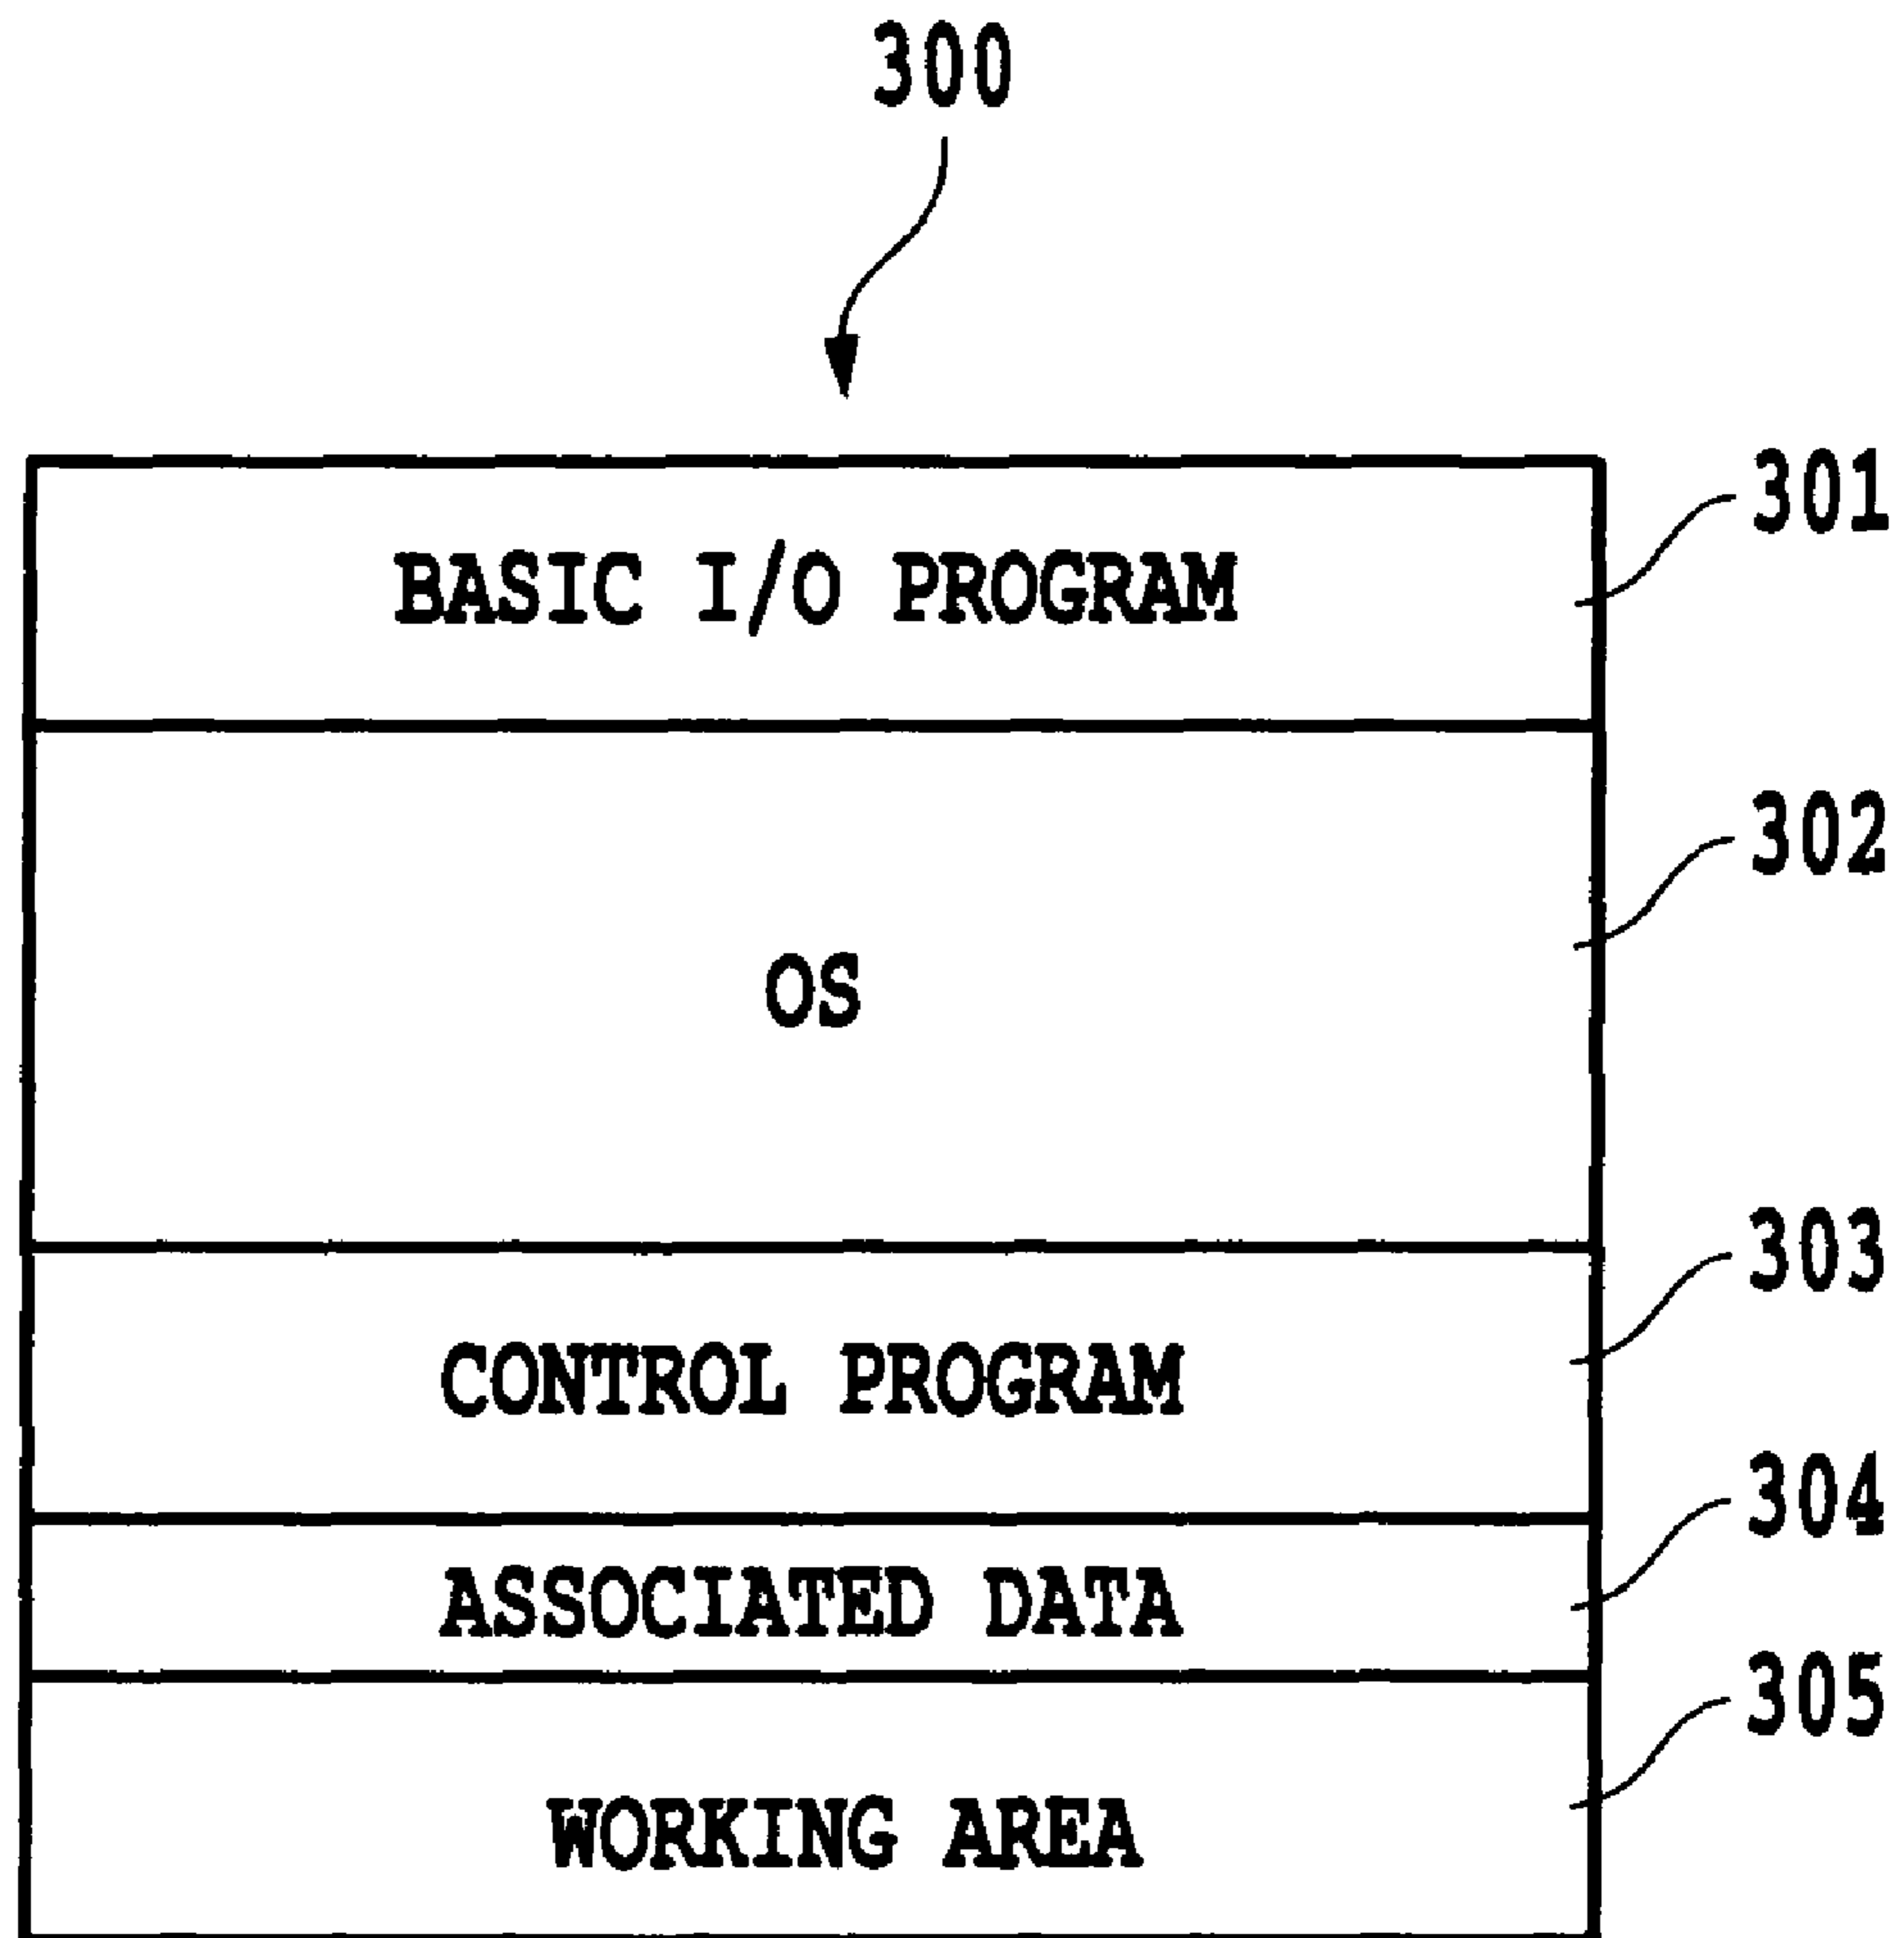 300
301
BASIC I/O PROGRAM
302
OS
303
CONTROL PROGRAM
304
ASSOCIATED DATA
305
WORKING AREA